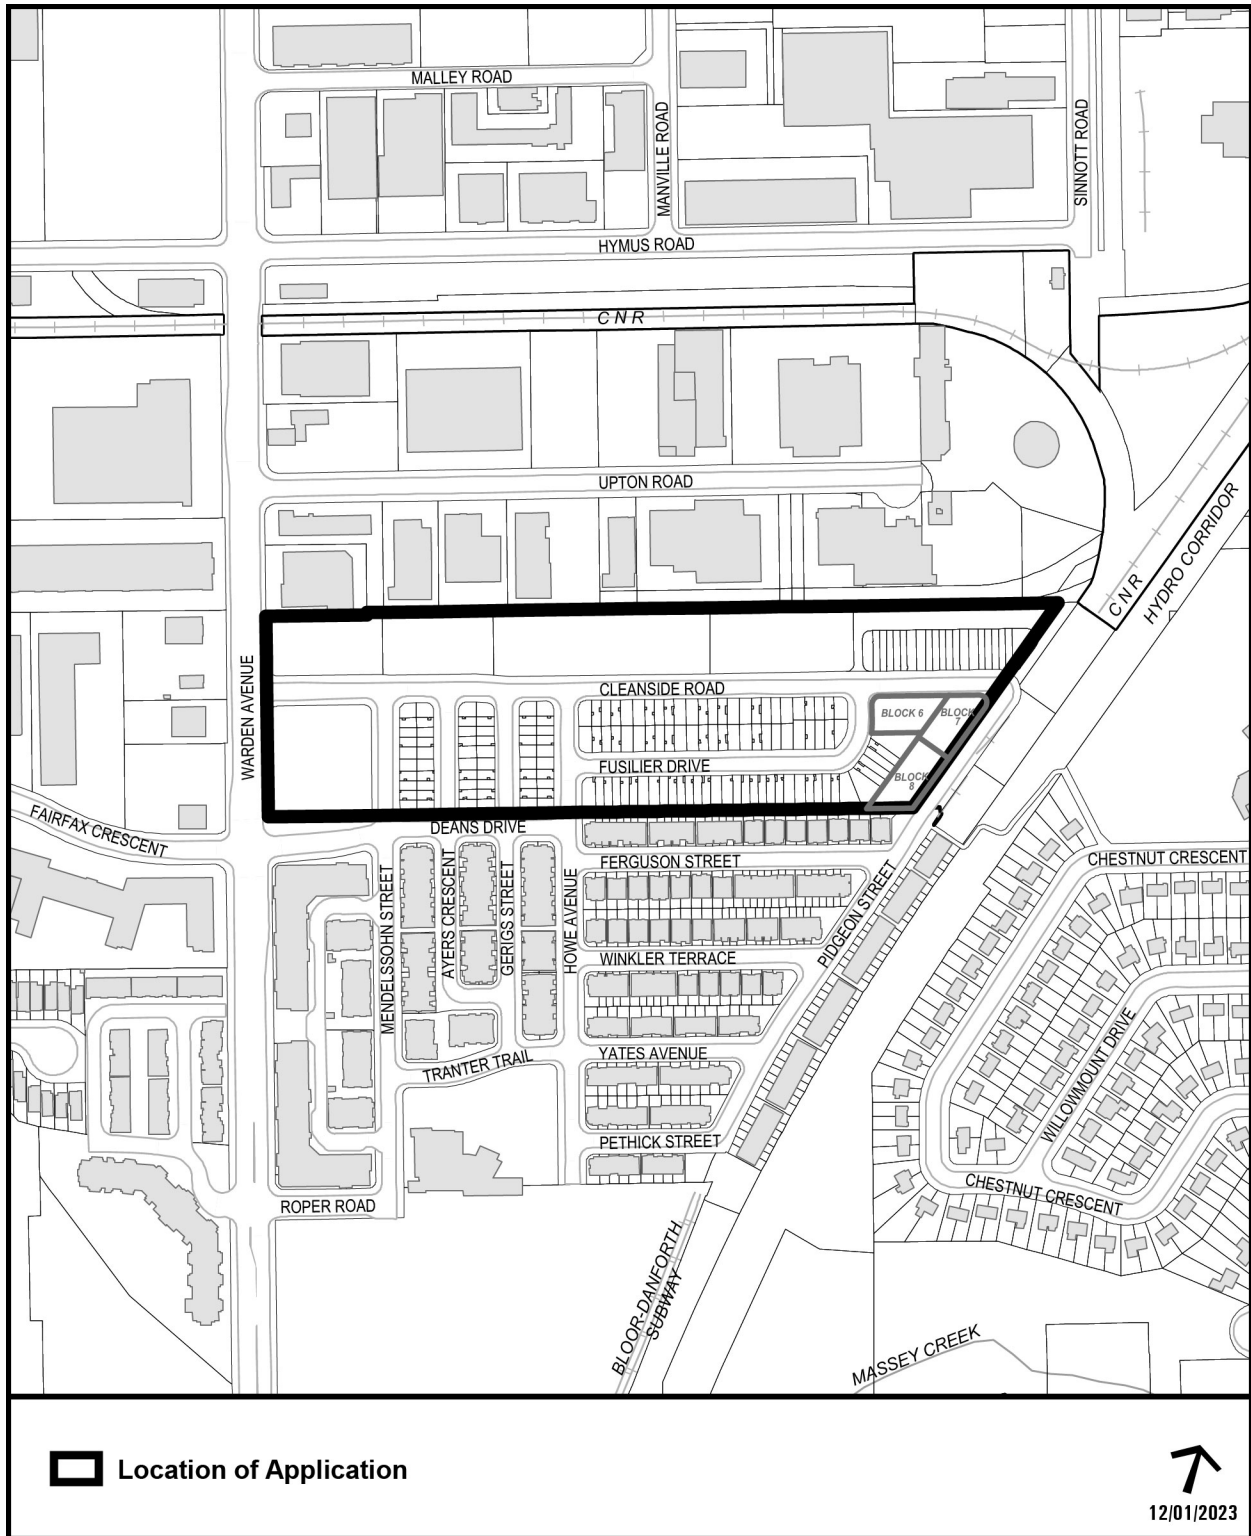 MALLEY ROAD
MANVILLE ROAD
SINNOTT ROAD
HYMUS ROAD
CNR
UPTON ROAD
CNR
HYDRO CORRIDOR
WARDEN AVENUE
CLEANSIDE ROAD
BLOCK 6
BLOCK
7
FUSILIER DRIVE
BLOCK
8
FAIRFAX CRESCENT
DEANS DRIVE
FERGUSON STREET
CHESTNUT CRESCENT
MENDELSSOHN STREET
AYERS CRESCENT
GERIGS STREET
HOWE AVENUE
PIDGEON STREET
WINKLER TERRACE
YATES AVENUE
TRANTER TRAIL
WILLOWMOUNT DRIVE
PETHICK STREET
CHESTNUT CRESCENT
ROPER ROAD
BLOOR-DANFORTH
SUBWAY
MASSEY CREEK
Location of Application
12/01/2023